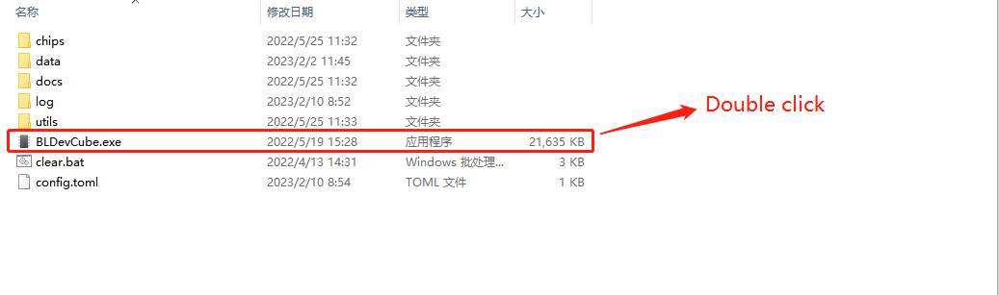 名称 修改日期 类型 大小
chips 2022/5/25 11:32 文件夹
data 2023/2/2 11:45 文件夹
docs 2022/5/25 11:32 文件夹
log 2023/2/10 8:52 文件夹
utils 2022/5/25 11:33 文件夹
BLDevCube.exe 2022/5/19 15:28 应用程序 21,635 KB
clear.bat 2022/4/13 14:31 Windows 批处理... 3 KB
config.toml 2023/2/10 8:54 TOML 文件 1 KB
Double click